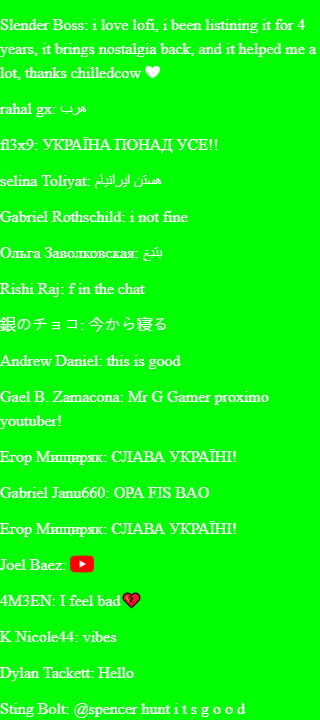 Slender Boss: i love lofi, i been listining it for 4
years, it brings nostalgia back, and it helped me a
lot, thanks chilledcow 🤍
rahal gx: هرب
fl3x9: УКРАЇНА ПОНАД УСЕ!!
selina Toliyat: هستن ایرانیام
Gabriel Rothschild: i not fine
Ольга Заволковская:
Rishi Raj: f in the chat
銀のチョコ: 今から寝る
Andrew Daniel: this is good
Gael B. Zamacona: Mr G Gamer proximo
youtuber!
Егор Мищиряк: СЛАВА УКРАЇНІ!
Gabriel Janu660: OPA FIS BAO
Егор Мищиряк: СЛАВА УКРАЇНІ!
Joel Baez:
4M3EN: I feel bad 💔
K Nicole44: vibes
Dylan Tackett: Hello
Sting Bolt: @spencer hunt i t s g o o d